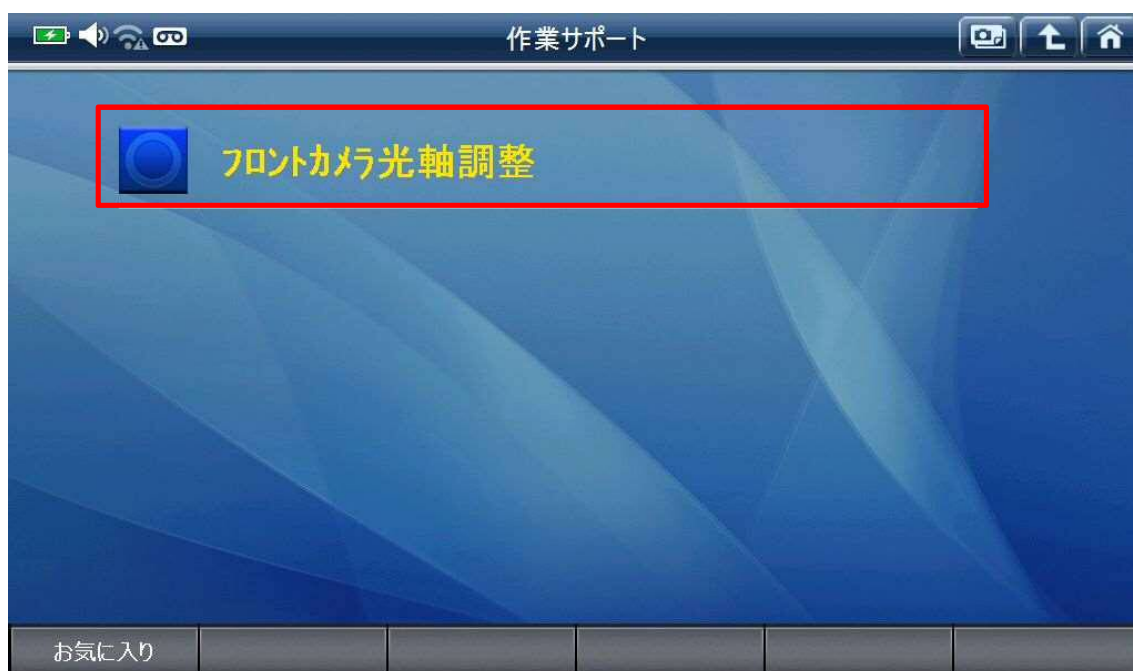 作業サポート
フロントカメラ光軸調整
お気に入り